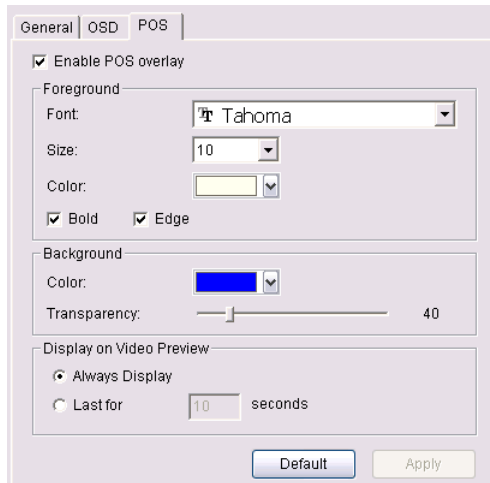 General OSD POS
Enable POS overlay
Foreground
Font: Tahoma
Size: 10
Color:
Bold Edge
Background
Color:
Transparency: 40
Display on Video Preview
Always Display
Last for 10 seconds
Default Apply